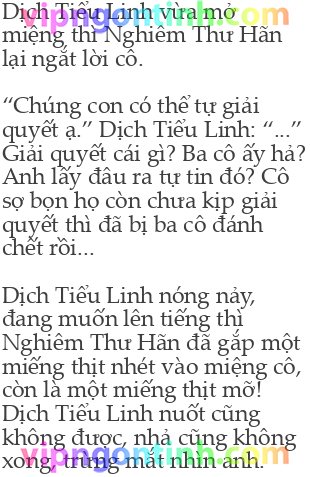 Dịch Tiểu Linh vừa mở
vipngontinh.com
miệng thì Nghiêm Thư Hãn
lại ngắt lời cô.
“Chúng con có thể tự giải
quyết ạ.” Dịch Tiểu Linh: “...”
Giải quyết cái gì? Ba cô ấy hả?
Anh lấy đâu ra tự tin đó? Cô
sợ bọn họ còn chưa kịp giải
quyết thì đã bị ba cô đánh
chết rồi...
Dịch Tiểu Linh nóng nảy,
đang muốn lên tiếng thì
Nghiêm Thư Hãn đã gắp một
miếng thịt nhét vào miệng cô,
còn là một miếng thịt mỡ!
Dịch Tiểu Linh nuốt cũng
không được, nhả cũng không
xong, trừng mắt nhìn anh.
vipngontinh.com